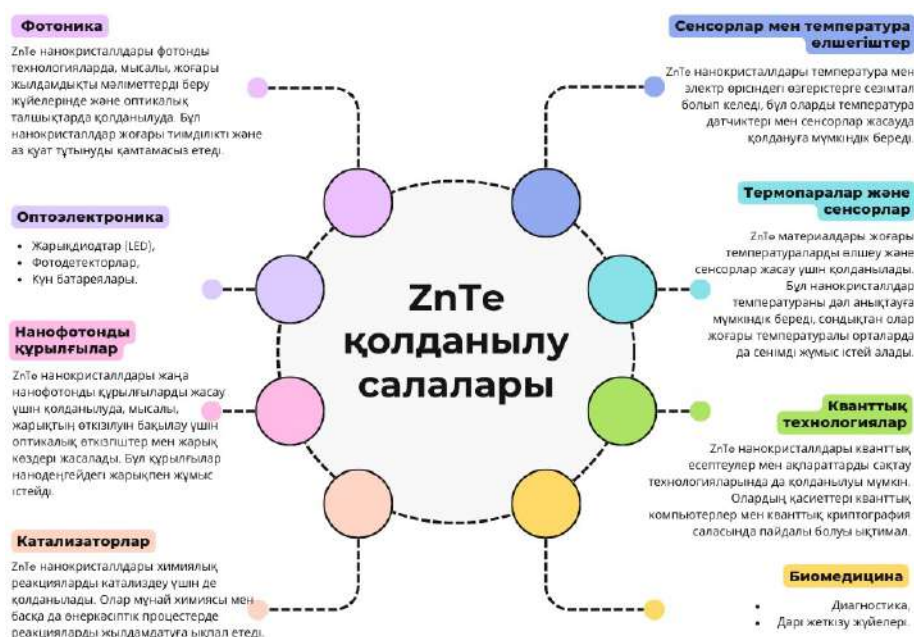 Фотоника
ZnTe нанокристаллдары фотонды
технологияларда, мысалы, жоғары
жылдамдықты мәліметтерді беру
жүйелерінде және оптикалық
талшықтарда қолданылуда. Бұл
нанокристаллдар жоғары тиімділікті және
аз қуат тұтынуды қамтамасыз етеді.
Оптоэлектроника
• Жарықдиодтар (LED),
• Фотодетекторлар,
• Күн батареялары.
Нанофотонды
құрылғылар
ZnTe нанокристаллдары жаңа
нанофотонды құрылғыларды жасау
үшін қолданылуда, мысалы,
жарықтың өткізілуін бақылау үшін
оптикалық өткізгіштер мен жарық
көздері жасалады. Бұл құрылғылар
нанодеңгейдегі жарықпен жұмыс
істейді.
Катализаторлар
ZnTe нанокристаллдары химиялық
реакцияларды катализдеу үшін де
қолданылады. Олар мұнай химиясы мен
басқа да өнеркәсіптік процестерде
реакцияларды жылдамдатуға ықпал етеді.
ZnTe
қолданылу
салалары
Сенсорлар мен температура
өлшегіштер
ZnTe нанокристаллдары температура мен
электр өрісіндегі өзгерістерге сезімтал
болып келеді, бұл оларды температура
датчиктері мен сенсорлар жасауда
қолдануға мүмкіндік береді.
Термопаралар және
сенсорлар
ZnTe материалдары жоғары
температураларды өлшеу және
сенсорлар жасау үшін қолданылады.
Бұл нанокристаллдар
температураны дәл анықтауға
мүмкіндік береді, сондықтан олар
жоғары температуралы орталарда
да сенімді жұмыс істей алады.
Кванттық
технологиялар
ZnTe нанокристаллдары кванттық
есептеулер мен ақпараттарды сақтау
технологияларында да қолданылуы мүмкін.
Олардың қасиеттері кванттық
компьютерлер мен кванттық криптография
саласында пайдалы болуы ықтимал.
Биомедицина
• Диагностика,
• Дәрі жеткізу жүйелері.